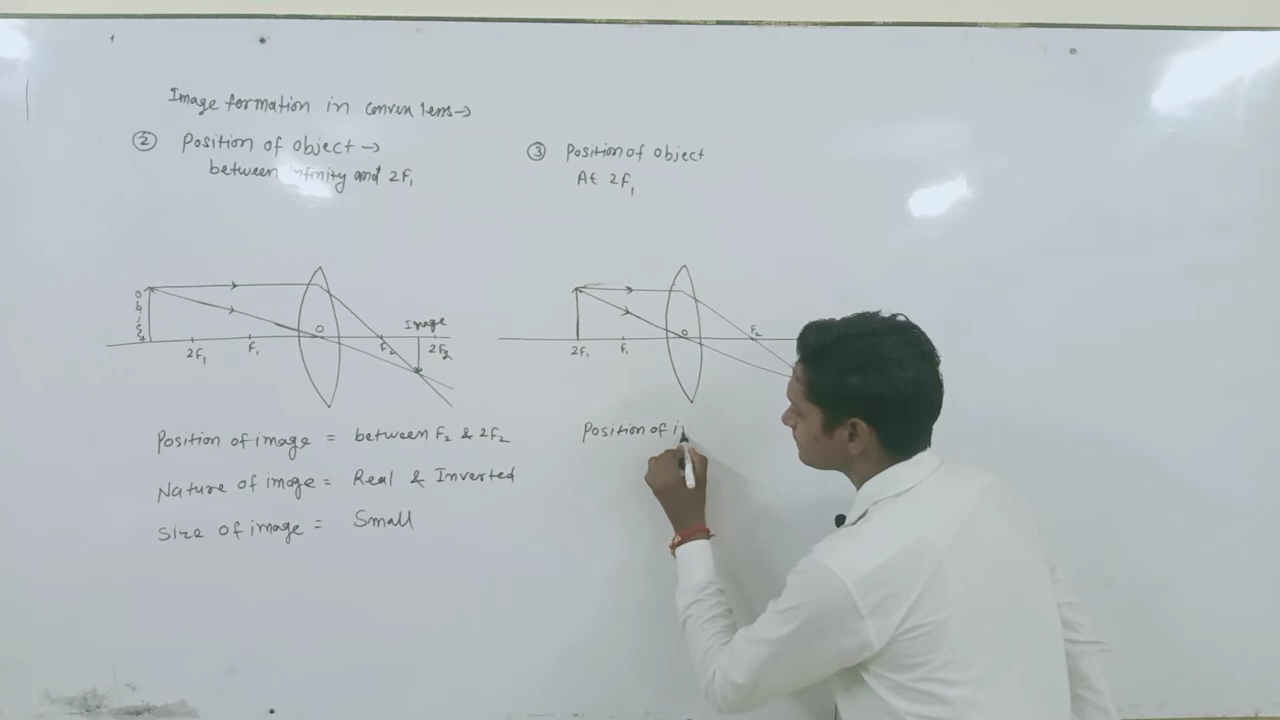 Image formation in convex lens→
② Position of object →
between infinity and 2F₁
Object
2F₁
F₁
O
F₂
Image
2F₂
Position of image = between F₂ & 2F₂
Nature of image = Real & Inverted
Size of image = Small
③ Position of object
At 2F₁
2F₁
F₁
O
F₂
Position of i